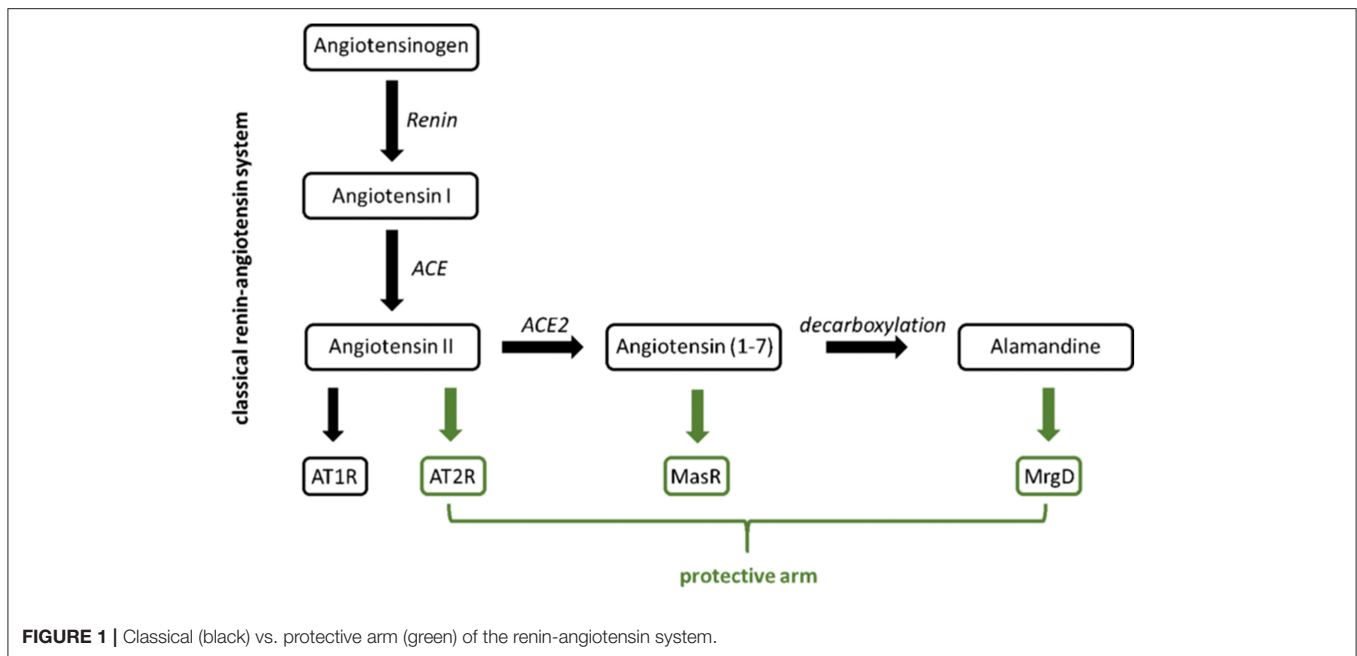 Angiotensinogen
Renin
classical renin-angiotensin system
Angiotensin I
ACE
Angiotensin II
ACE2
Angiotensin (1-7)
decarboxylation
Alamandine
AT1R
AT2R
MasR
MrgD
protective arm
FIGURE 1 | Classical (black) vs. protective arm (green) of the renin-angiotensin system.